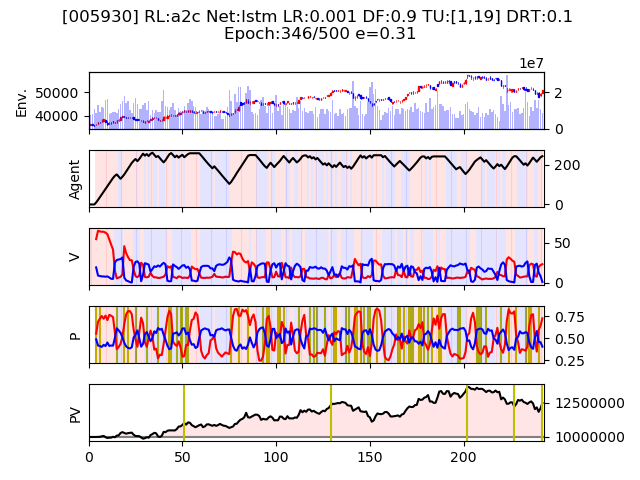 [005930] RL:a2c Net:lstm LR:0.001 DF:0.9 TU:[1,19] DRT:0.1
Epoch:346/500 e=0.31
1e7
Env.
50000
40000
2
0
Agent
200
0
V
50
0
P
0.75
0.50
0.25
PV
12500000
10000000
0
50
100
150
200